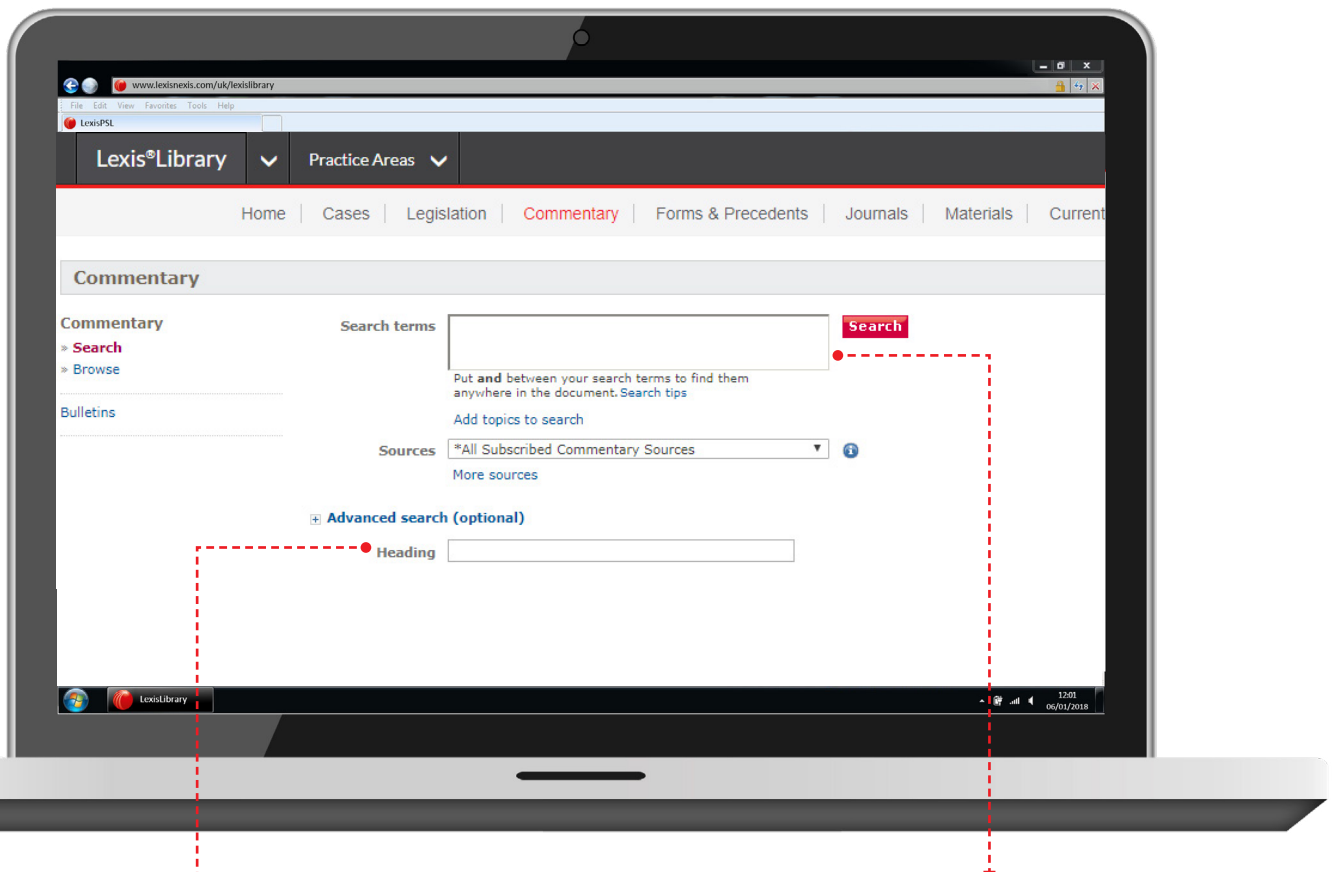 www.lexisnexis.com/uk/lexislibrary
File Edit View Favorites Tools Help
LexisPSL
Lexis®Library Practice Areas
Home Cases Legislation Commentary Forms & Precedents Journals Materials Current
Commentary
Commentary
» Search
» Browse
Bulletins
Search terms Search
Put and between your search terms to find them
anywhere in the document. Search tips
Add topics to search
Sources *All Subscribed Commentary Sources
More sources
Advanced search (optional)
Heading
LexisLibrary 12:01
06/01/2018